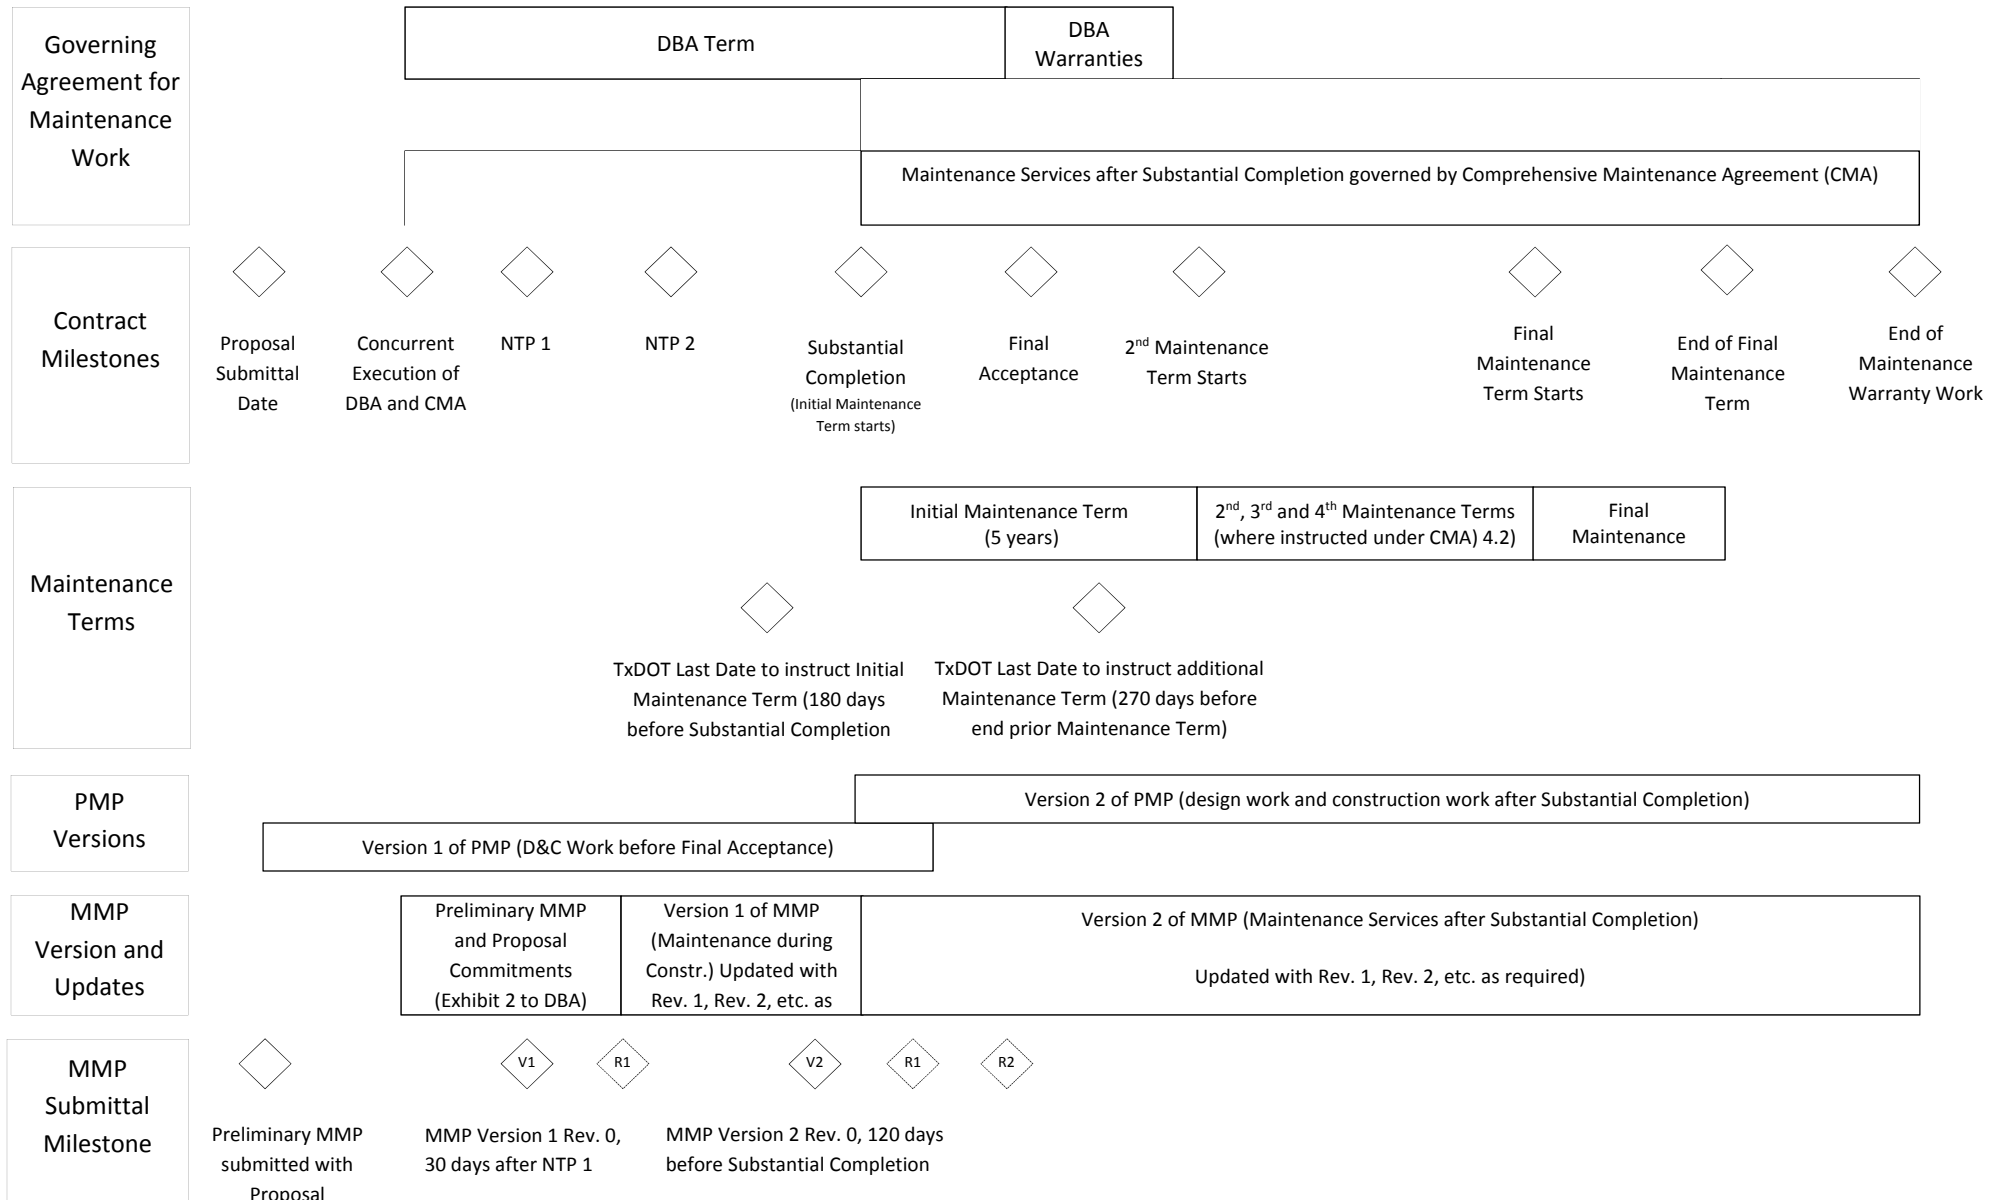 Governing
Agreement for
Maintenance
Work
DBA Term
DBA
Warranties
Maintenance Services after Substantial Completion governed by Comprehensive Maintenance Agreement (CMA)
Contract
Milestones
Proposal
Submittal
Date
Concurrent
Execution of
DBA and CMA
NTP 1
NTP 2
Substantial
Completion
(Initial Maintenance
Term starts)
Final
Acceptance
2nd Maintenance
Term Starts
Final
Maintenance
Term Starts
End of Final
Maintenance
Term
End of
Maintenance
Warranty Work
Maintenance
Terms
Initial Maintenance Term
(5 years)
2nd, 3rd and 4th Maintenance Terms
(where instructed under CMA) 4.2)
Final
Maintenance
TxDOT Last Date to instruct Initial
Maintenance Term (180 days
before Substantial Completion
TxDOT Last Date to instruct additional
Maintenance Term (270 days before
end prior Maintenance Term)
PMP
Versions
Version 2 of PMP (design work and construction work after Substantial Completion)
Version 1 of PMP (D&C Work before Final Acceptance)
MMP
Version and
Updates
Preliminary MMP
and Proposal
Commitments
(Exhibit 2 to DBA)
Version 1 of MMP
(Maintenance during
Constr.) Updated with
Rev. 1, Rev. 2, etc. as
Version 2 of MMP (Maintenance Services after Substantial Completion)
Updated with Rev. 1, Rev. 2, etc. as required)
MMP
Submittal
Milestone
V1
R1
V2
R1
R2
Preliminary MMP
submitted with
Proposal
MMP Version 1 Rev. 0,
30 days after NTP 1
MMP Version 2 Rev. 0, 120 days
before Substantial Completion